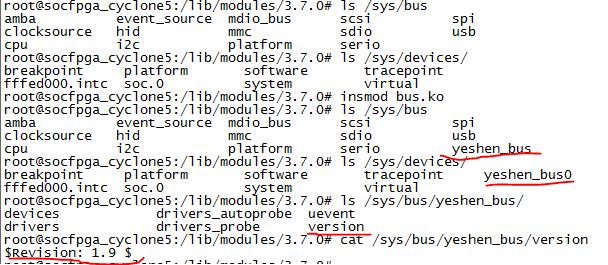 root@socfpga_cyclone5:/lib/modules/3.7.0# ls /sys/bus
amba event_source mdio_bus scsi spi
clocksource hid mmc sdio usb
cpu i2c platform serio
root@socfpga_cyclone5:/lib/modules/3.7.0# ls /sys/devices/
breakpoint platform software tracepoint
fffed000.intc soc.0 system virtual
root@socfpga_cyclone5:/lib/modules/3.7.0# insmod bus.ko
root@socfpga_cyclone5:/lib/modules/3.7.0# ls /sys/bus
amba event_source mdio_bus scsi spi
clocksource hid mmc sdio usb
cpu i2c platform serio yeshen_bus
root@socfpga_cyclone5:/lib/modules/3.7.0# ls /sys/devices/
breakpoint platform software tracepoint yeshen_bus0
fffed000.intc soc.0 system virtual
root@socfpga_cyclone5:/lib/modules/3.7.0# ls /sys/bus/yeshen_bus/
devices drivers_autoprobe uevent
drivers drivers_probe version
root@socfpga_cyclone5:/lib/modules/3.7.0# cat /sys/bus/yeshen_bus/version
$Revision: 1.9 $
root@socfpga_cyclone5:/lib/modules/3.7.0#